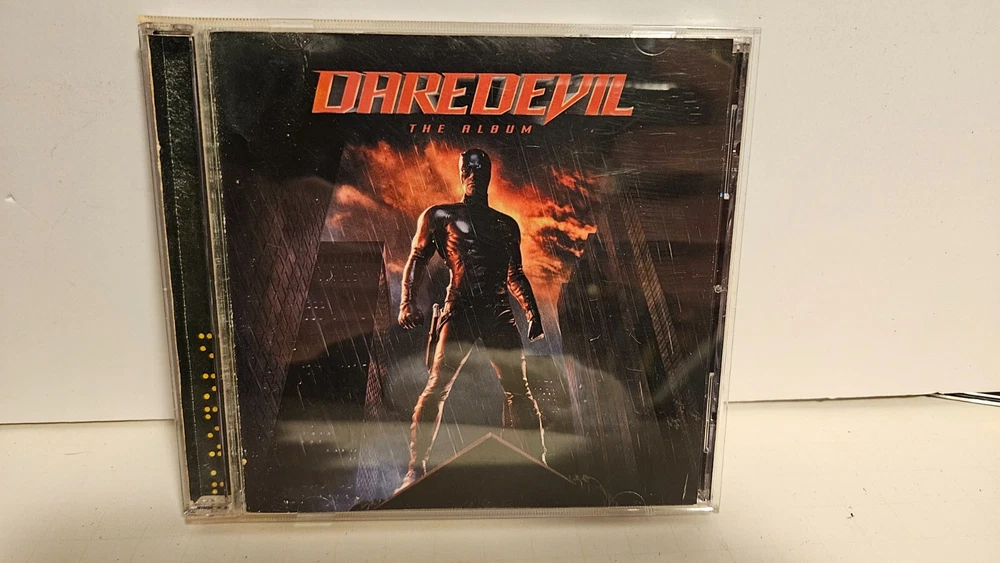 DAREDEVIL
THE ALBUM